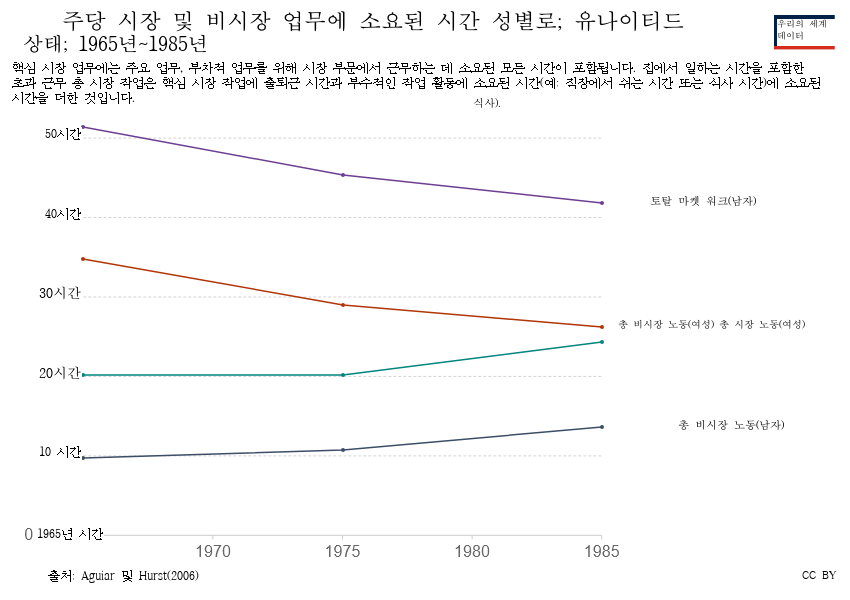 주당 시장 및 비시장 업무에 소요된 시간 성별로; 유나이티드
상태; 1965년~1985년
우리의 세계
데이터
핵심 시장 업무에는 주요 업무, 부차적 업무를 위해 시장 부문에서 근무하는 데 소요된 모든 시간이 포함됩니다. 집에서 일하는 시간을 포함한
초과 근무 총 시장 작업은 핵심 시장 작업에 출퇴근 시간과 부수적인 작업 활동에 소요된 시간(예: 직장에서 쉬는 시간 또는 식사 시간)에 소요된
시간을 더한 것입니다.
식사).
50시간
40시간
토탈 마켓 워크(남자)
30시간
총 비시장 노동(여성) 총 시장 노동(여성)
20시간
총 비시장 노동(남자)
10 시간
0 1965년 시간
1970 1975 1980 1985
출처: Aguiar 및 Hurst(2006)
CC BY